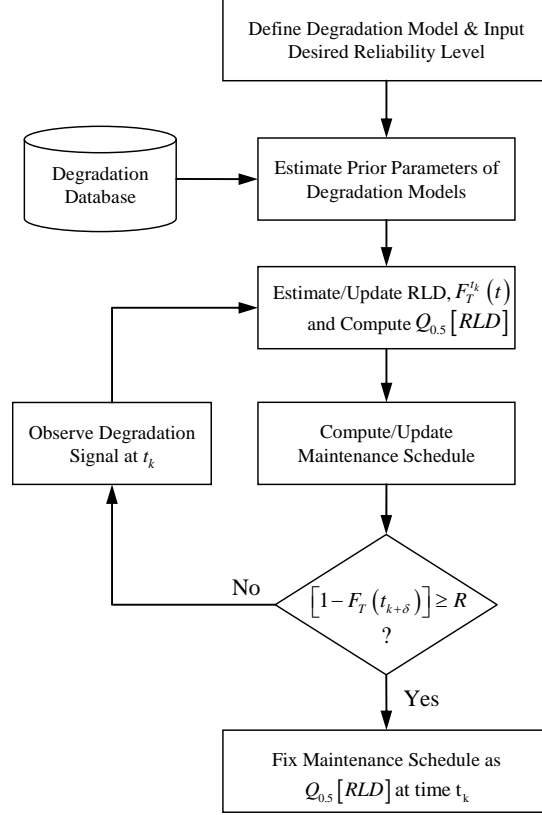 Define Degradation Model & Input
Desired Reliability Level
Degradation
Database
Estimate Prior Parameters of
Degradation Models
Estimate/Update RLD, $F_T^{t_k}(t)$
and Compute $Q_{0.5}[RLD]$
Observe Degradation
Signal at $t_k$
Compute/Update
Maintenance Schedule
No
$[1 - F_T(t_{k+\delta})] \geq R$
?
Yes
Fix Maintenance Schedule as
$Q_{0.5}[RLD]$ at time $t_k$